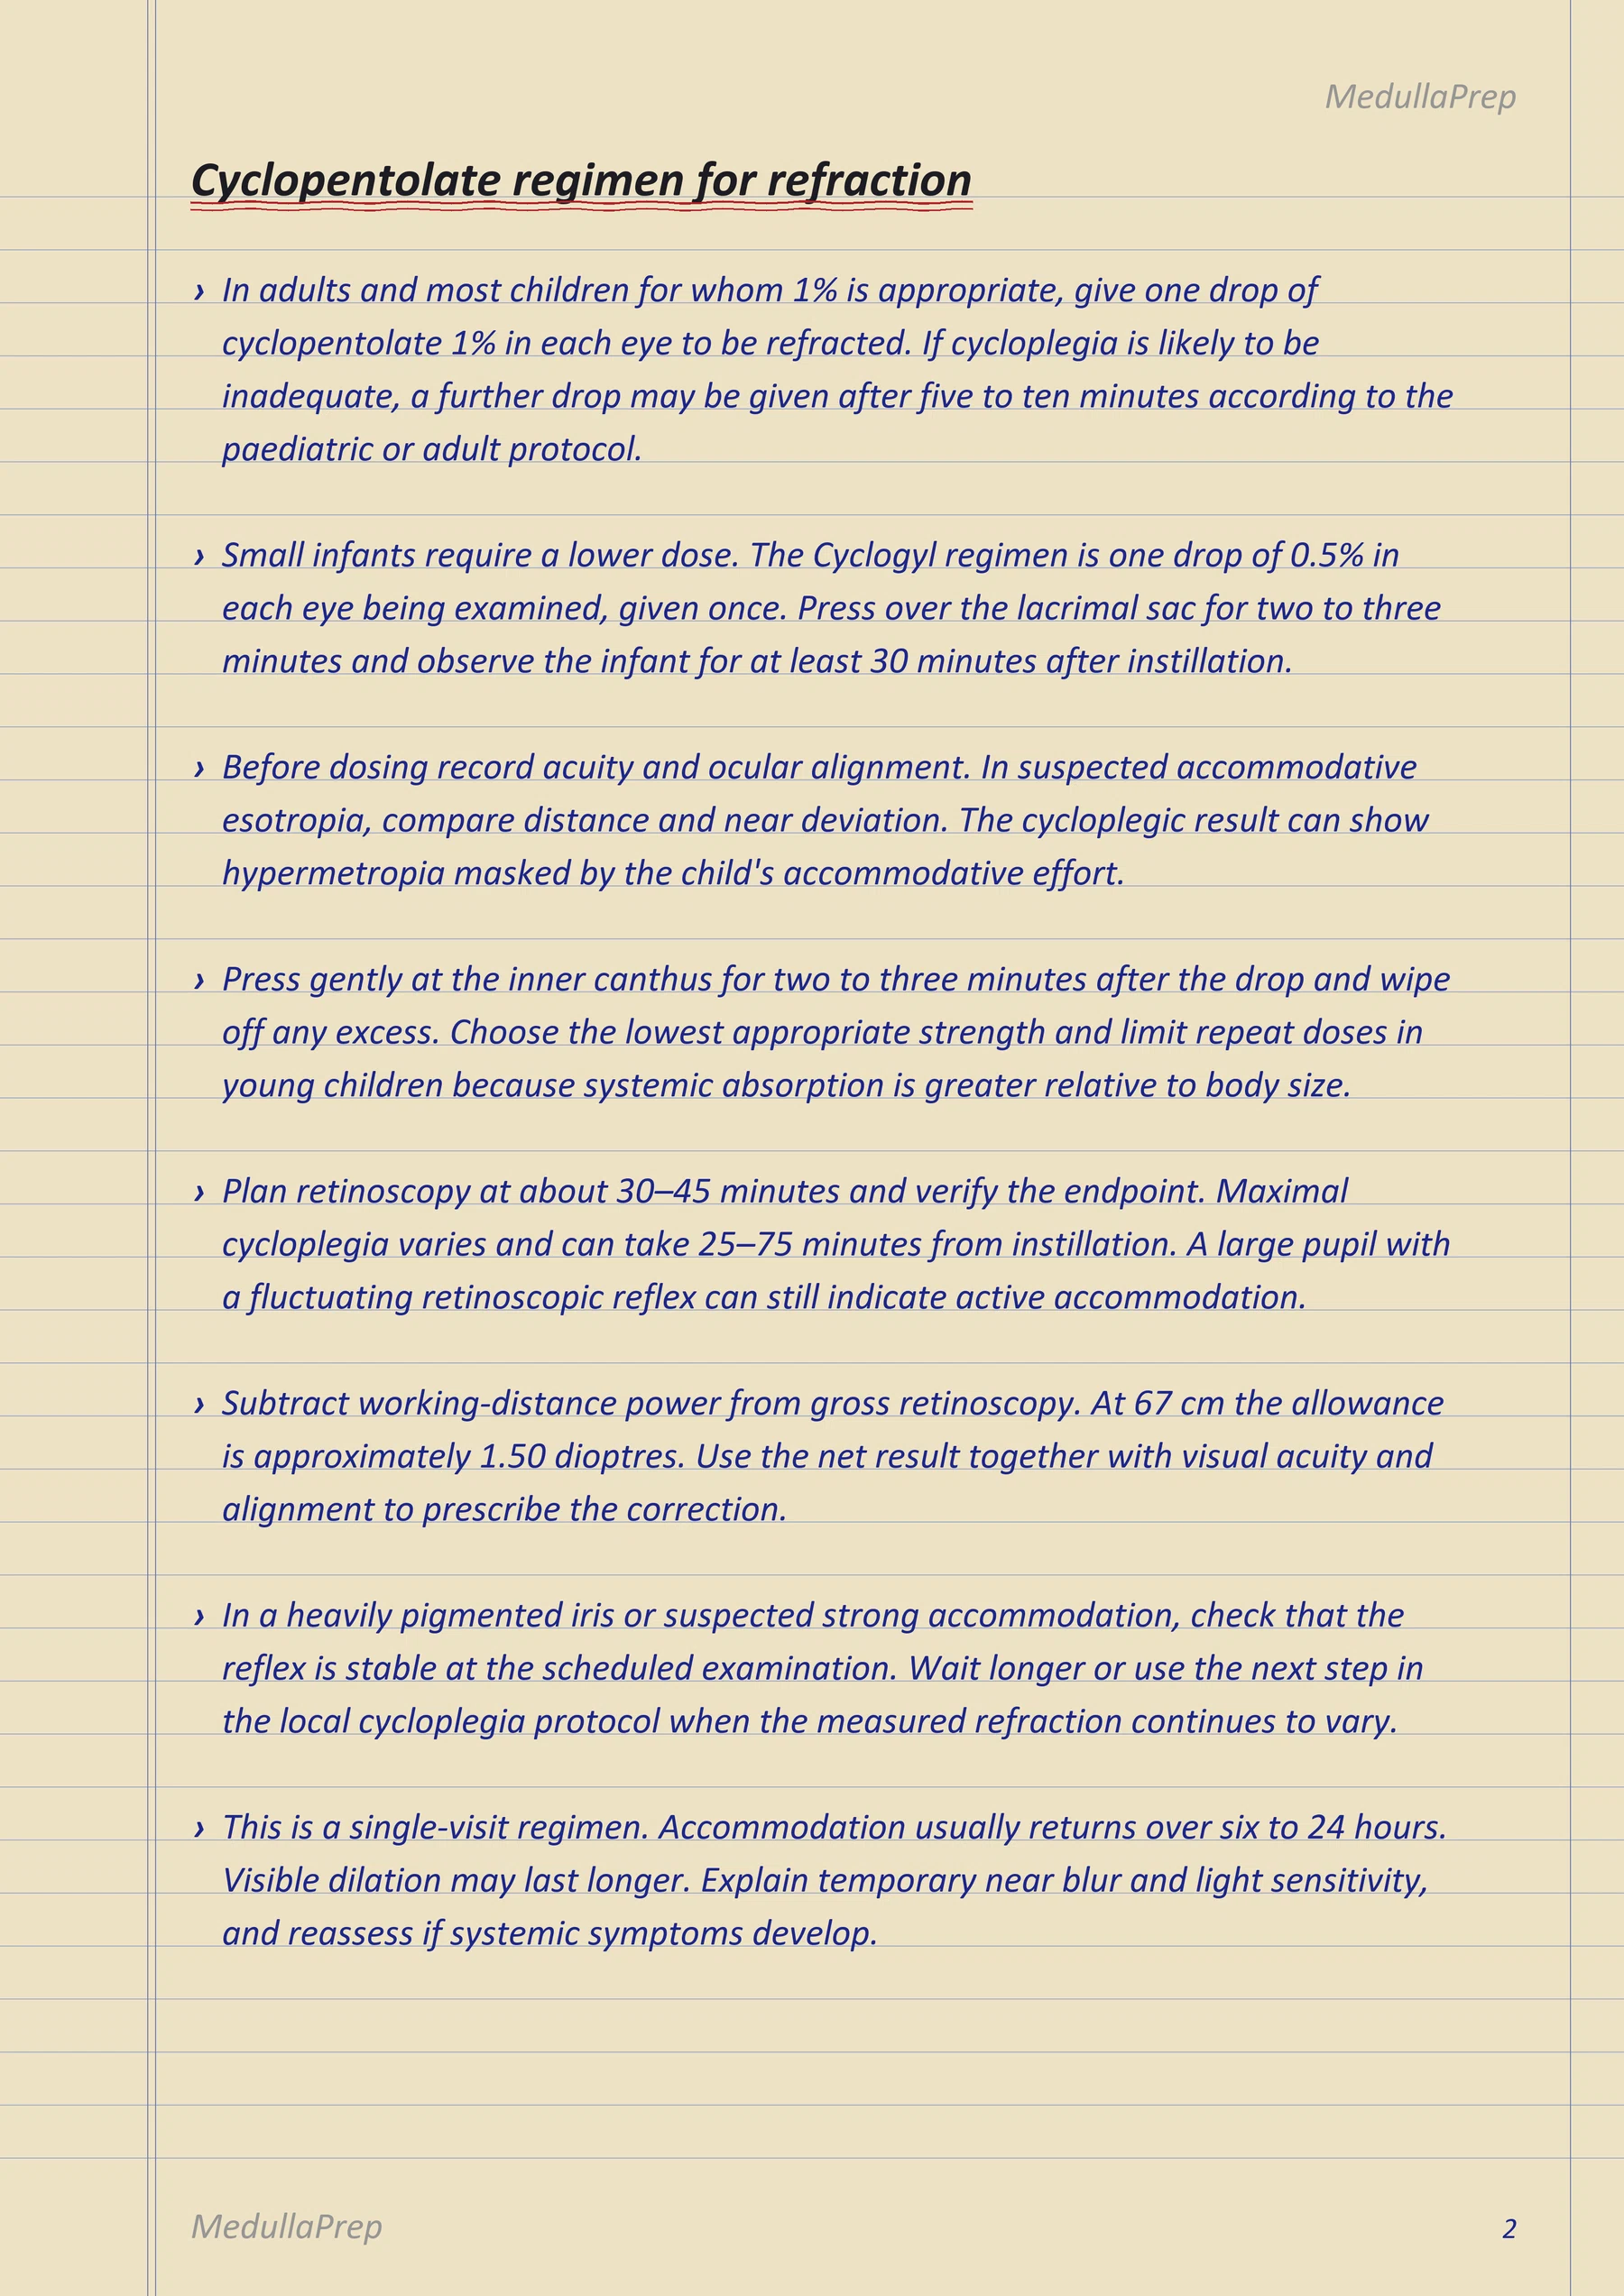 MedullaPrep
Cyclopentolate regimen for refraction
› In adults and most children for whom 1% is appropriate, give one drop of
cyclopentolate 1% in each eye to be refracted. If cycloplegia is likely to be
inadequate, a further drop may be given after five to ten minutes according to the
paediatric or adult protocol.
› Small infants require a lower dose. The Cyclogyl regimen is one drop of 0.5% in
each eye being examined, given once. Press over the lacrimal sac for two to three
minutes and observe the infant for at least 30 minutes after instillation.
› Before dosing record acuity and ocular alignment. In suspected accommodative
esotropia, compare distance and near deviation. The cycloplegic result can show
hypermetropia masked by the child's accommodative effort.
› Press gently at the inner canthus for two to three minutes after the drop and wipe
off any excess. Choose the lowest appropriate strength and limit repeat doses in
young children because systemic absorption is greater relative to body size.
› Plan retinoscopy at about 30–45 minutes and verify the endpoint. Maximal
cycloplegia varies and can take 25–75 minutes from instillation. A large pupil with
a fluctuating retinoscopic reflex can still indicate active accommodation.
› Subtract working-distance power from gross retinoscopy. At 67 cm the allowance
is approximately 1.50 dioptres. Use the net result together with visual acuity and
alignment to prescribe the correction.
› In a heavily pigmented iris or suspected strong accommodation, check that the
reflex is stable at the scheduled examination. Wait longer or use the next step in
the local cycloplegia protocol when the measured refraction continues to vary.
› This is a single-visit regimen. Accommodation usually returns over six to 24 hours.
Visible dilation may last longer. Explain temporary near blur and light sensitivity,
and reassess if systemic symptoms develop.
MedullaPrep
2